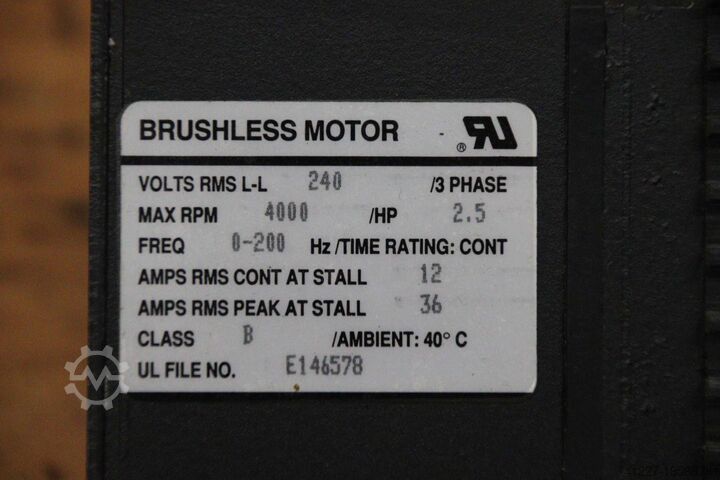 BRUSHLESS MOTOR
®
VOLTS RMS L-L 240 /3 PHASE
MAX RPM 4000 /HP 2.5
FREQ 0-200 Hz /TIME RATING: CONT
AMPS RMS CONT AT STALL 12
AMPS RMS PEAK AT STALL 36
CLASS B /AMBIENT: 40° C
UL FILE NO. E146578